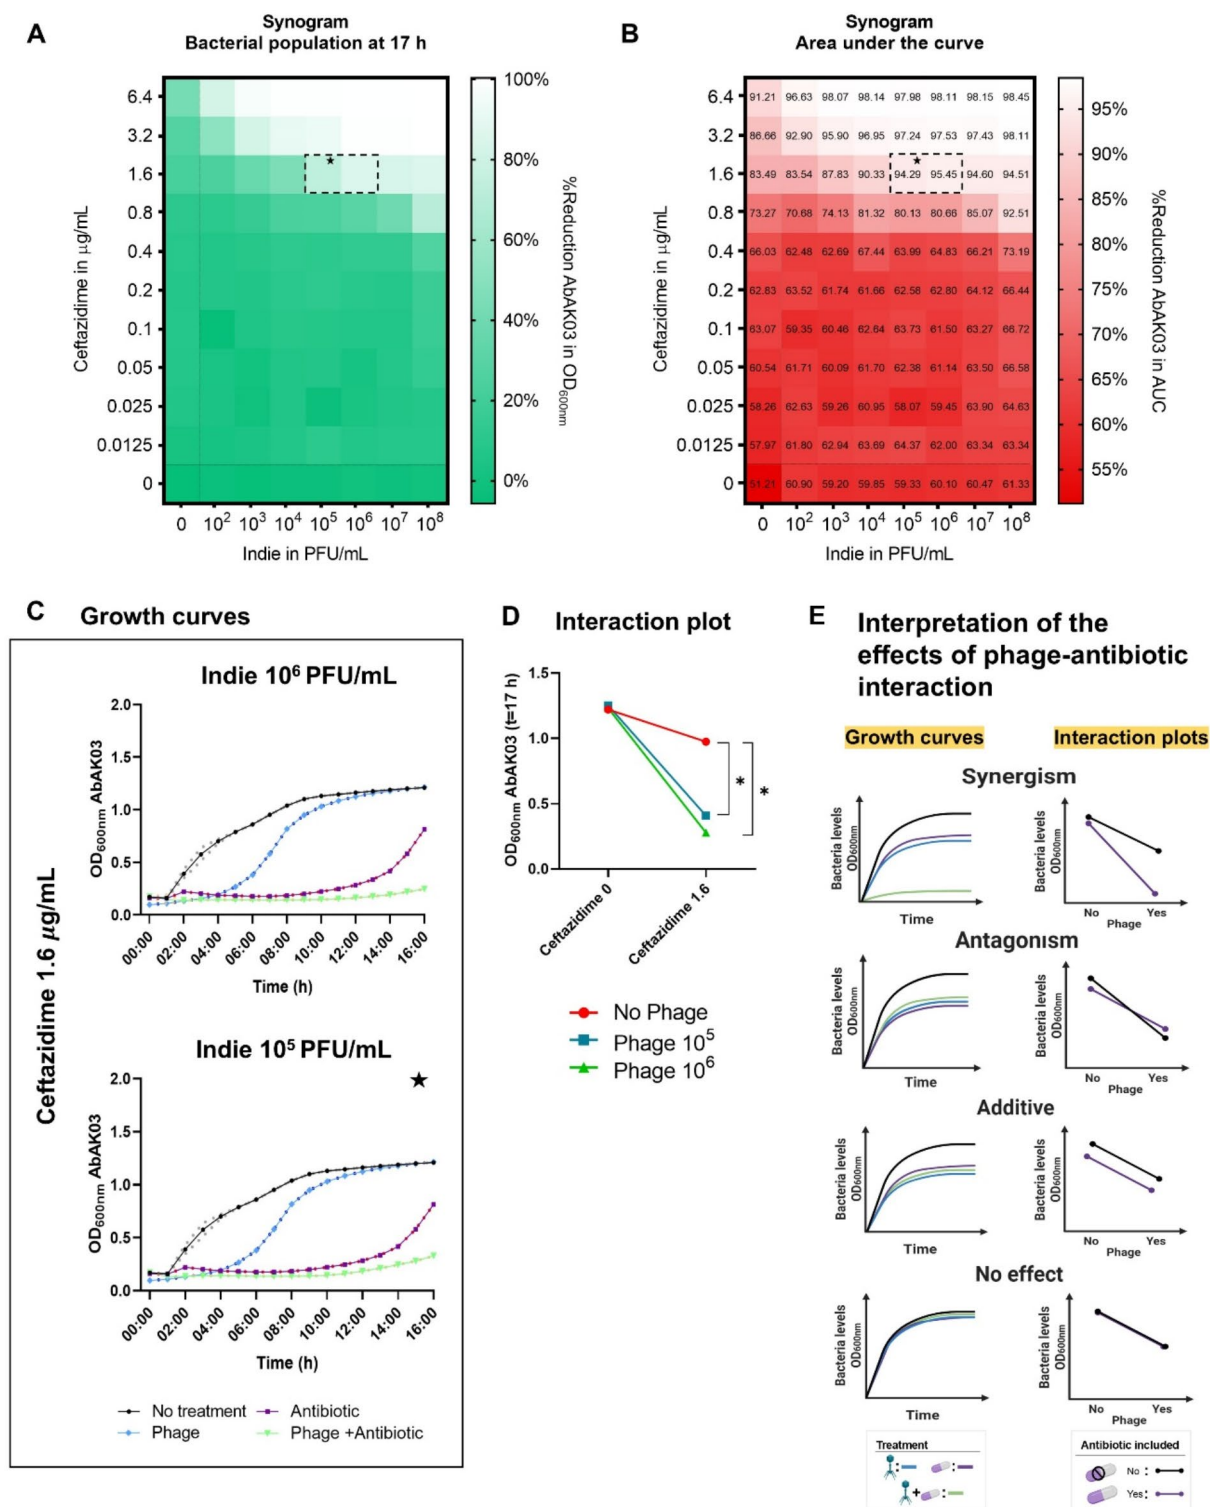 A
Synogram
Bacterial population at 17 h
Ceftazidime in µg/mL
6.4
3.2
1.6
0.8
0.4
0.2
0.1
0.05
0.025
0.0125
0
0 10² 10³ 10⁴ 10⁵ 10⁶ 10⁷ 10⁸
Indie in PFU/mL
100%
80%
60%
40%
20%
0%
%Reduction AbAK03 in OD600nm
B
Synogram
Area under the curve
Ceftazidime in µg/mL
6.4 91.21 96.63 98.07 98.14 97.98 98.11 98.15 98.45
3.2 86.66 92.90 95.90 96.95 97.24 97.53 97.43 98.11
1.6 83.49 83.54 87.83 90.33 94.29 95.45 94.60 94.51
0.8 73.27 70.68 74.13 81.32 80.13 80.66 85.07 92.51
0.4 66.03 62.48 62.69 67.44 63.99 64.83 66.21 73.19
0.2 62.83 63.52 61.74 61.66 62.58 62.80 64.12 66.44
0.1 63.07 59.35 60.46 62.64 63.73 61.50 63.27 66.72
0.05 60.54 61.71 60.09 61.70 62.38 61.14 63.50 66.58
0.025 58.26 62.63 59.26 60.95 58.07 59.45 63.90 64.63
0.0125 57.97 61.80 62.94 63.69 64.37 62.00 63.34 63.34
0 51.21 60.90 59.20 59.85 59.33 60.10 60.47 61.33
0 10² 10³ 10⁴ 10⁵ 10⁶ 10⁷ 10⁸
Indie in PFU/mL
95%
90%
85%
80%
75%
70%
65%
60%
55%
%Reduction AbAK03 in AUC
C Growth curves
Ceftazidime 1.6 µg/mL
Indie 10⁶ PFU/mL
OD600nm AbAK03
2.0
1.5
1.0
0.5
0.0
00:00 02:00 04:00 06:00 08:00 10:00 12:00 14:00 16:00
Time (h)
Indie 10⁵ PFU/mL
OD600nm AbAK03
2.0
1.5
1.0
0.5
0.0
00:00 02:00 04:00 06:00 08:00 10:00 12:00 14:00 16:00
Time (h)
No treatment Antibiotic
Phage Phage +Antibiotic
D Interaction plot
OD600nm AbAK03 (t=17 h)
1.5
1.0
0.5
0.0
* *
Ceftazidime 0 Ceftazidime 1.6
No Phage
Phage 10⁵
Phage 10⁶
E Interpretation of the
effects of phage-antibiotic
interaction
Growth curves Interaction plots
Synergism
Bacteria levels
OD600nm
Time
Bacteria levels
OD600nm
No Yes
Phage
Antagonism
Bacteria levels
OD600nm
Time
Bacteria levels
OD600nm
No Yes
Phage
Additive
Bacteria levels
OD600nm
Time
Bacteria levels
OD600nm
No Yes
Phage
No effect
Bacteria levels
OD600nm
Time
Bacteria levels
OD600nm
No Yes
Phage
Treatment
: :
+ :
Antibiotic included
No :
Yes :